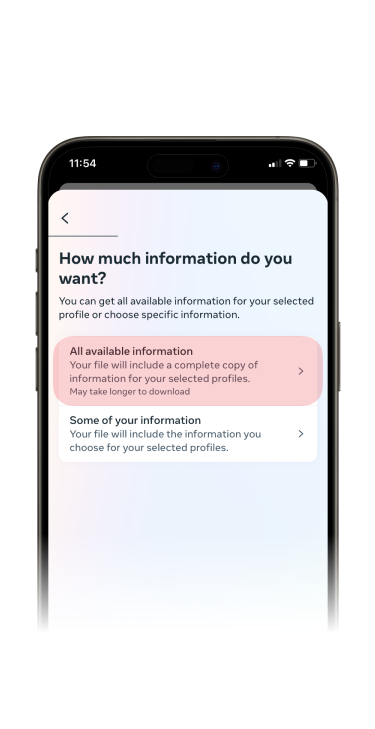 11:54
How much information do you
want?
You can get all available information for your selected
profile or choose specific information.
All available information
Your file will include a complete copy of
information for your selected profiles.
May take longer to download
Some of your information
Your file will include the information you
choose for your selected profiles.